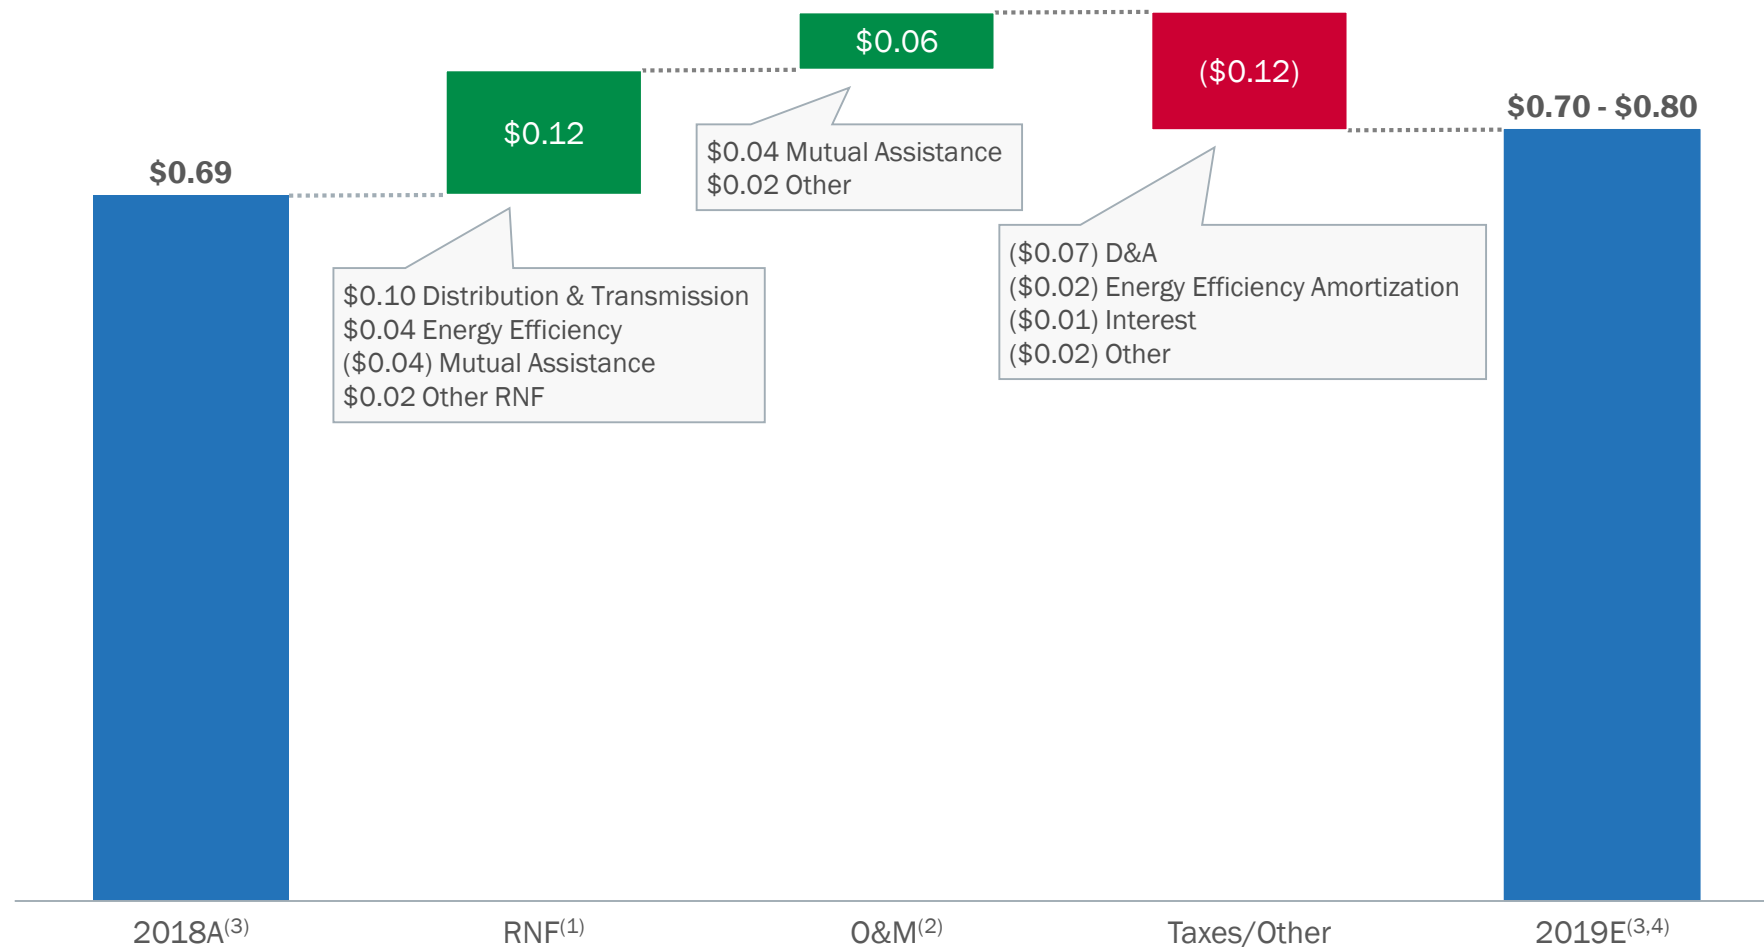 $0.69
$0.12
$0.06
($0.12)
$0.70 - $0.80
$0.10 Distribution & Transmission
$0.04 Energy Efficiency
($0.04) Mutual Assistance
$0.02 Other RNF
$0.04 Mutual Assistance
$0.02 Other
($0.07) D&A
($0.02) Energy Efficiency Amortization
($0.01) Interest
($0.02) Other
2018A(3)
RNF(1)
O&M(2)
Taxes/Other
2019E(3,4)